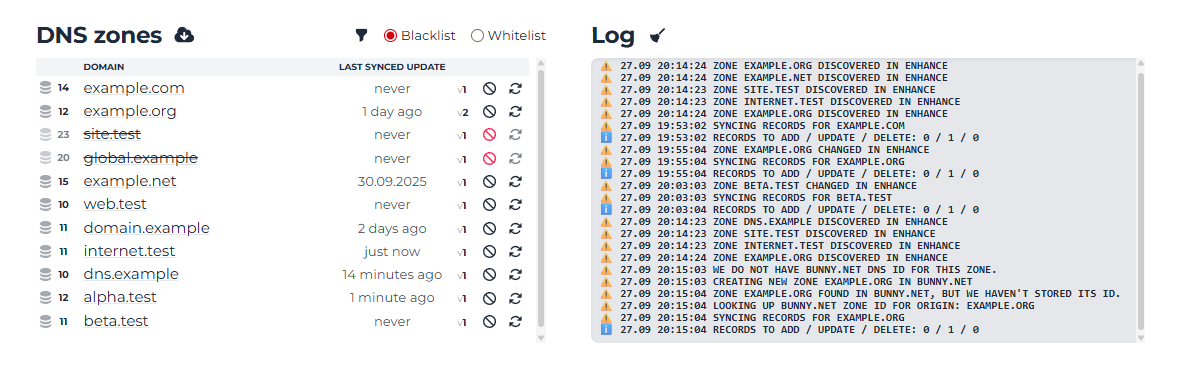 DNS zones
Blacklist
Whitelist
DOMAIN LAST SYNCED UPDATE
14 example.com never v1
12 example.org 1 day ago v2
23 site.test never v1
20 global.example never v1
15 example.net 30.09.2025 v1
10 web.test never v1
11 domain.example 2 days ago v1
11 internet.test just now v1
10 dns.example 14 minutes ago v1
12 alpha.test 1 minute ago v1
11 beta.test never v1
Log
27.09 20:14:24 ZONE EXAMPLE.ORG DISCOVERED IN ENHANCE
27.09 20:14:24 ZONE EXAMPLE.NET DISCOVERED IN ENHANCE
27.09 20:14:23 ZONE SITE.TEST DISCOVERED IN ENHANCE
27.09 20:14:23 ZONE INTERNET.TEST DISCOVERED IN ENHANCE
27.09 20:14:24 ZONE EXAMPLE.ORG DISCOVERED IN ENHANCE
27.09 19:53:02 SYNCING RECORDS FOR EXAMPLE.COM
27.09 19:53:02 RECORDS TO ADD / UPDATE / DELETE: 0 / 1 / 0
27.09 19:55:04 ZONE EXAMPLE.ORG CHANGED IN ENHANCE
27.09 19:55:04 SYNCING RECORDS FOR EXAMPLE.ORG
27.09 19:55:04 RECORDS TO ADD / UPDATE / DELETE: 0 / 1 / 0
27.09 20:03:03 ZONE BETA.TEST CHANGED IN ENHANCE
27.09 20:03:03 SYNCING RECORDS FOR BETA.TEST
27.09 20:03:04 RECORDS TO ADD / UPDATE / DELETE: 0 / 1 / 0
27.09 20:14:23 ZONE DNS.EXAMPLE DISCOVERED IN ENHANCE
27.09 20:14:23 ZONE SITE.TEST DISCOVERED IN ENHANCE
27.09 20:14:23 ZONE INTERNET.TEST DISCOVERED IN ENHANCE
27.09 20:14:24 ZONE EXAMPLE.ORG DISCOVERED IN ENHANCE
27.09 20:15:03 WE DO NOT HAVE BUNNY.NET DNS ID FOR THIS ZONE.
27.09 20:15:03 CREATING NEW ZONE EXAMPLE.ORG IN BUNNY.NET
27.09 20:15:04 ZONE EXAMPLE.ORG FOUND IN BUNNY.NET, BUT WE HAVEN'T STORED ITS ID.
27.09 20:15:04 LOOKING UP BUNNY.NET ZONE ID FOR ORIGIN: EXAMPLE.ORG
27.09 20:15:04 SYNCING RECORDS FOR EXAMPLE.ORG
27.09 20:15:04 RECORDS TO ADD / UPDATE / DELETE: 0 / 1 / 0